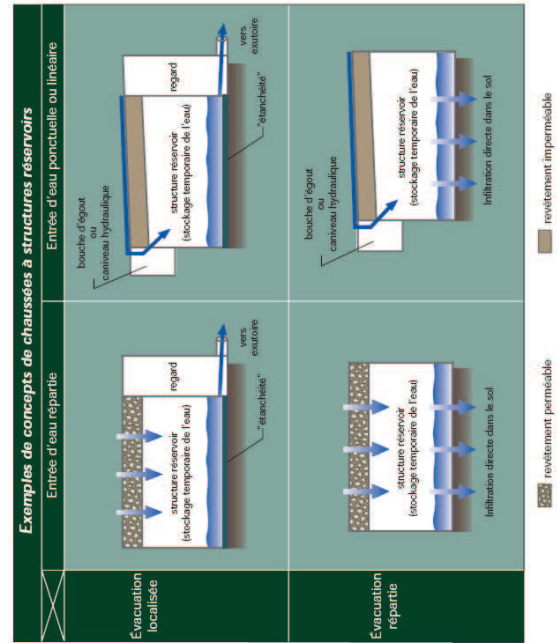 Exemples de concepts de chaussées à structures réservoirs
Entrée d'eau répartie
Entrée d'eau ponctuelle ou linéaire
Évacuation
localisée
structure réservoir
(stockage temporaire de l'eau)
regard
vers
exutoire
"étanchéité"
bouche d'égout
ou
caniveau hydraulique
structure réservoir
(stockage temporaire de l'eau)
regard
vers
exutoire
"étanchéité"
Évacuation
répartie
structure réservoir
(stockage temporaire de l'eau)
Infiltration directe dans le sol
bouche d'égout
ou
caniveau hydraulique
structure réservoir
(stockage temporaire de l'eau)
Infiltration directe dans le sol
revêtement perméable
revêtement imperméable